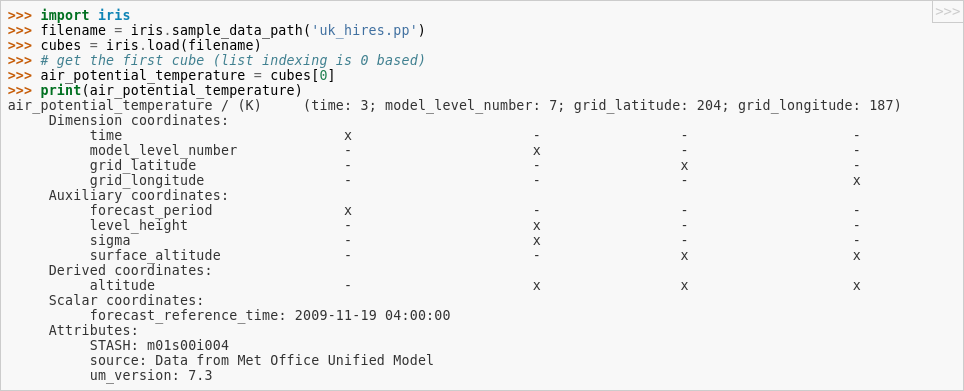 >>>
>>> import iris
>>> filename = iris.sample_data_path('uk_hires.pp')
>>> cubes = iris.load(filename)
>>> # get the first cube (list indexing is 0 based)
>>> air_potential_temperature = cubes[0]
>>> print(air_potential_temperature)
air_potential_temperature / (K)     (time: 3; model_level_number: 7; grid_latitude: 204; grid_longitude: 187)
     Dimension coordinates:
          time                           x                      -                 -                    -
          model_level_number             -                      x                 -                    -
          grid_latitude                  -                      -                 x                    -
          grid_longitude                 -                      -                 -                    x
     Auxiliary coordinates:
          forecast_period                x                      -                 -                    -
          level_height                   -                      x                 -                    -
          sigma                          -                      x                 -                    -
          surface_altitude               -                      -                 x                    x
     Derived coordinates:
          altitude                       -                      x                 x                    x
     Scalar coordinates:
          forecast_reference_time: 2009-11-19 04:00:00
     Attributes:
          STASH: m01s00i004
          source: Data from Met Office Unified Model
          um_version: 7.3